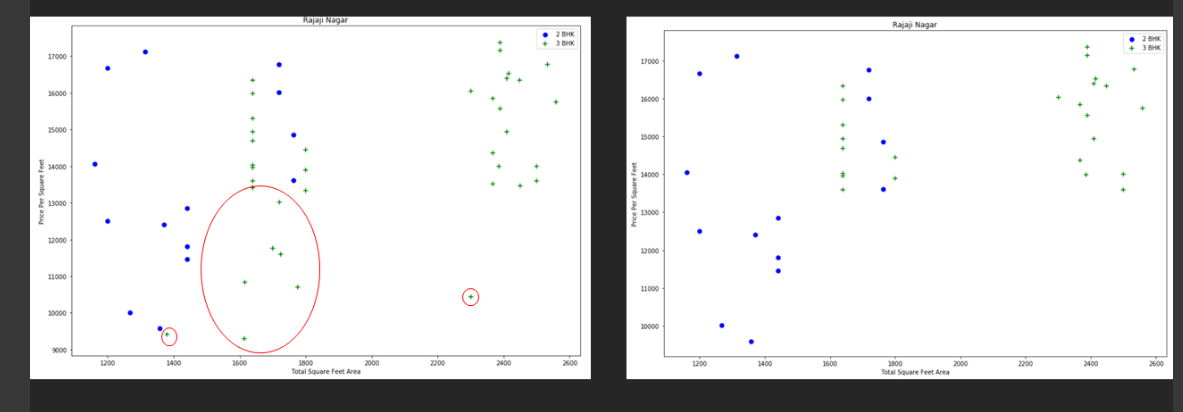 Rajaji Nagar
2 BHK
3 BHK
17000
16000
15000
14000
13000
12000
11000
10000
9000
Price Per Square Feet
1200 1400 1600 1800 2000 2200 2400 2600
Total Square Feet Area
Rajaji Nagar
2 BHK
3 BHK
17000
16000
15000
14000
13000
12000
11000
10000
Price Per Square Feet
1200 1400 1600 1800 2000 2200 2400 2600
Total Square Feet Area